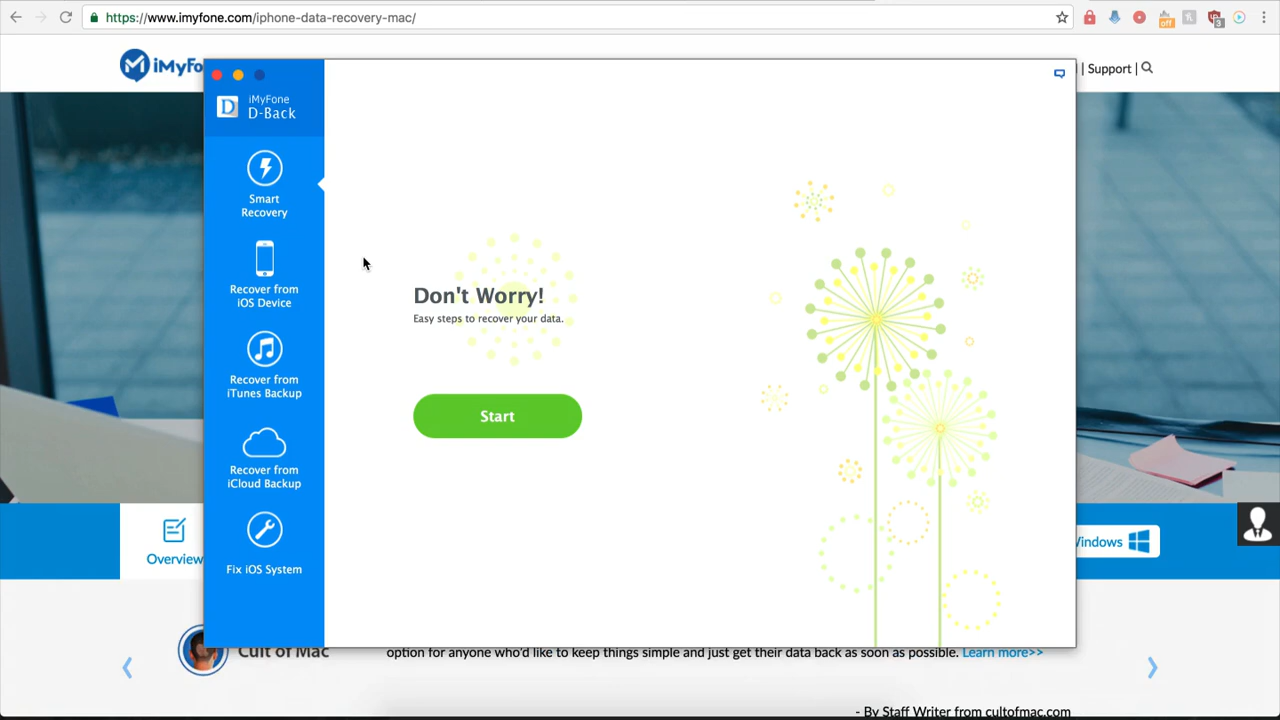 https://www.imyfone.com/iphone-data-recovery-mac/
off
3
iMyFo
| Support |
iMyFone
D-Back
Smart
Recovery
Recover from
iOS Device
Recover from
iTunes Backup
Recover from
iCloud Backup
Fix iOS System
Don't Worry!
Easy steps to recover your data.
Start
Overview
Windows
Cult of Mac
option for anyone who'd like to keep things simple and just get their data back as soon as possible. Learn more>>
- By Staff Writer from cultofmac.com